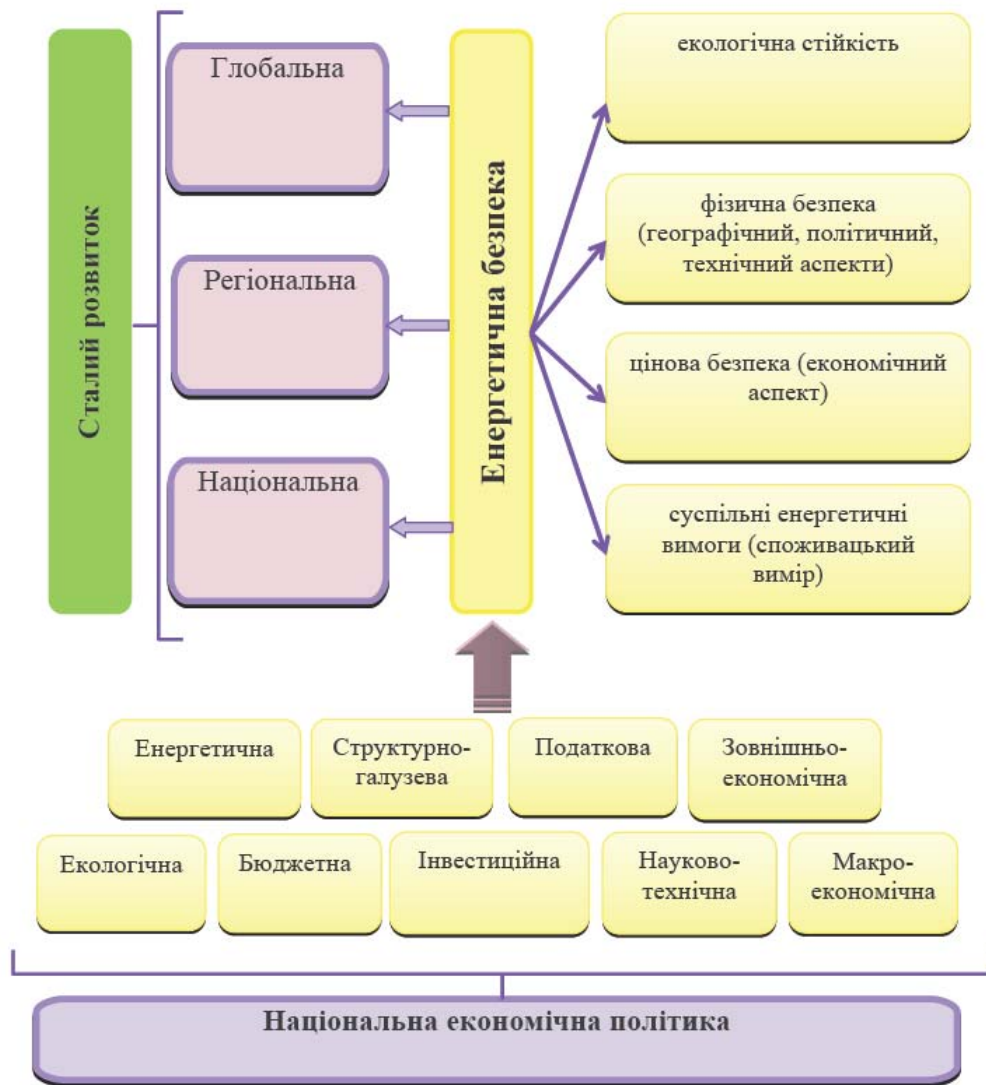 Сталий розвиток
Глобальна
Регіональна
Національна
Енергетична безпека
екологічна стійкість
фізична безпека
(географічний, політичний,
технічний аспекти)
цінова безпека (економічний
аспект)
суспільні енергетичні
вимоги (споживацький
вимір)
Енергетична
Структурно-
галузева
Податкова
Зовнішньо-
економічна
Екологічна
Бюджетна
Інвестиційна
Науково-
технічна
Макро-
економічна
Національна економічна політика